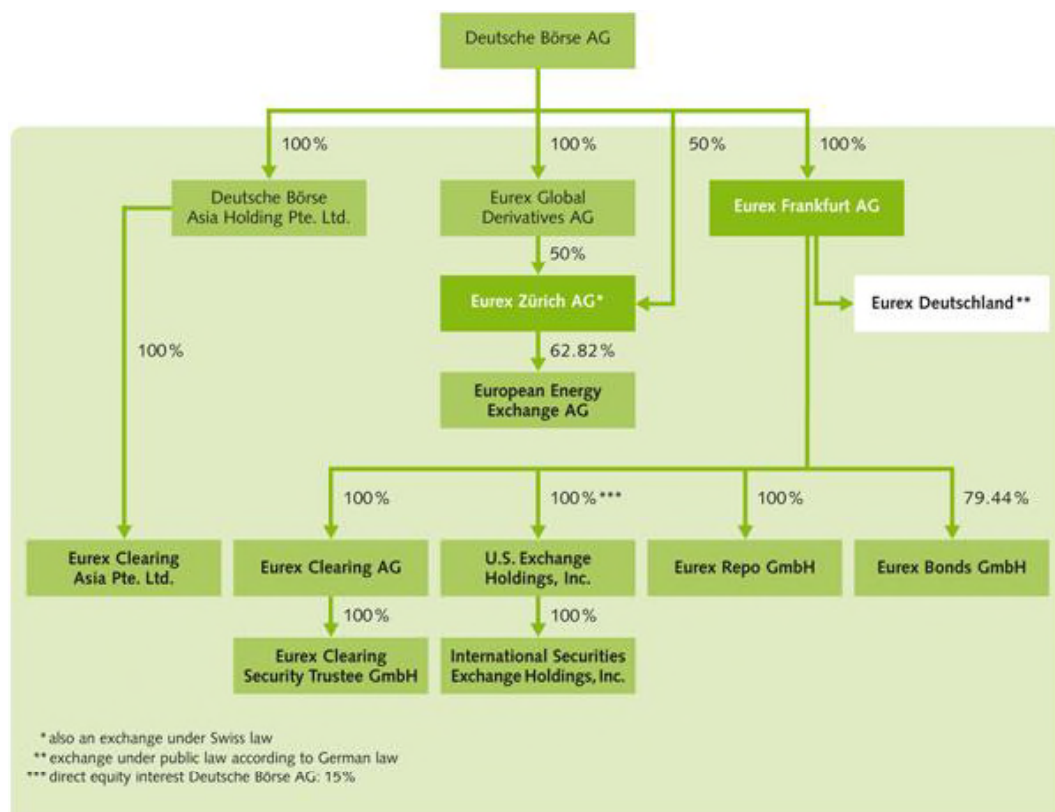 Deutsche Börse AG
100%
100%
50%
100%
Deutsche Börse
Asia Holding Pte. Ltd.
Eurex Global
Derivatives AG
Eurex Frankfurt AG
50%
Eurex Zürich AG*
Eurex Deutschland**
100%
62.82%
European Energy
Exchange AG
100%
100%***
100%
79.44%
Eurex Clearing
Asia Pte. Ltd.
Eurex Clearing AG
U.S. Exchange
Holdings, Inc.
Eurex Repo GmbH
Eurex Bonds GmbH
100%
100%
Eurex Clearing
Security Trustee GmbH
International Securities
Exchange Holdings, Inc.
* also an exchange under Swiss law
** exchange under public law according to German law
*** direct equity interest Deutsche Börse AG: 15%